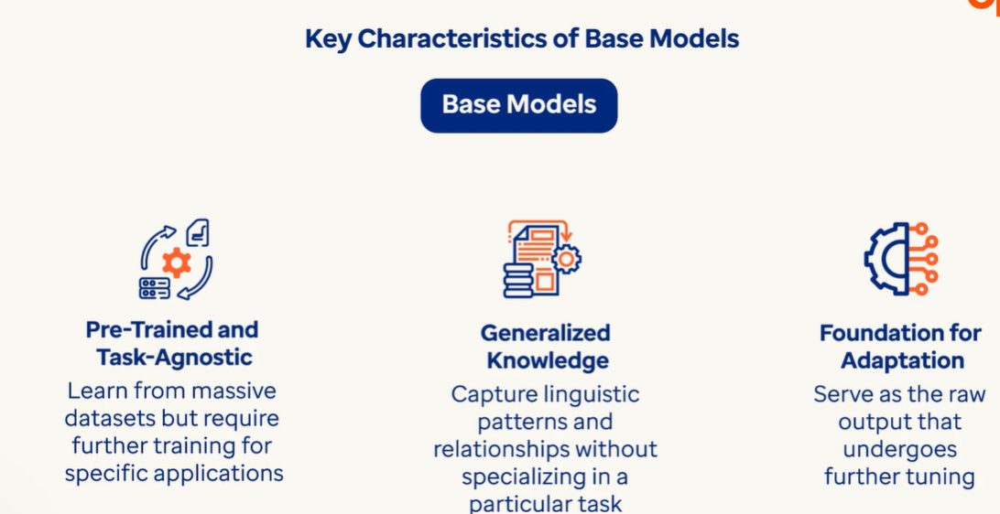 Key Characteristics of Base Models
Base Models
Pre-Trained and
Task-Agnostic
Learn from massive
datasets but require
further training for
specific applications
Generalized
Knowledge
Capture linguistic
patterns and
relationships without
specializing in a
particular task
Foundation for
Adaptation
Serve as the raw
output that
undergoes
further tuning